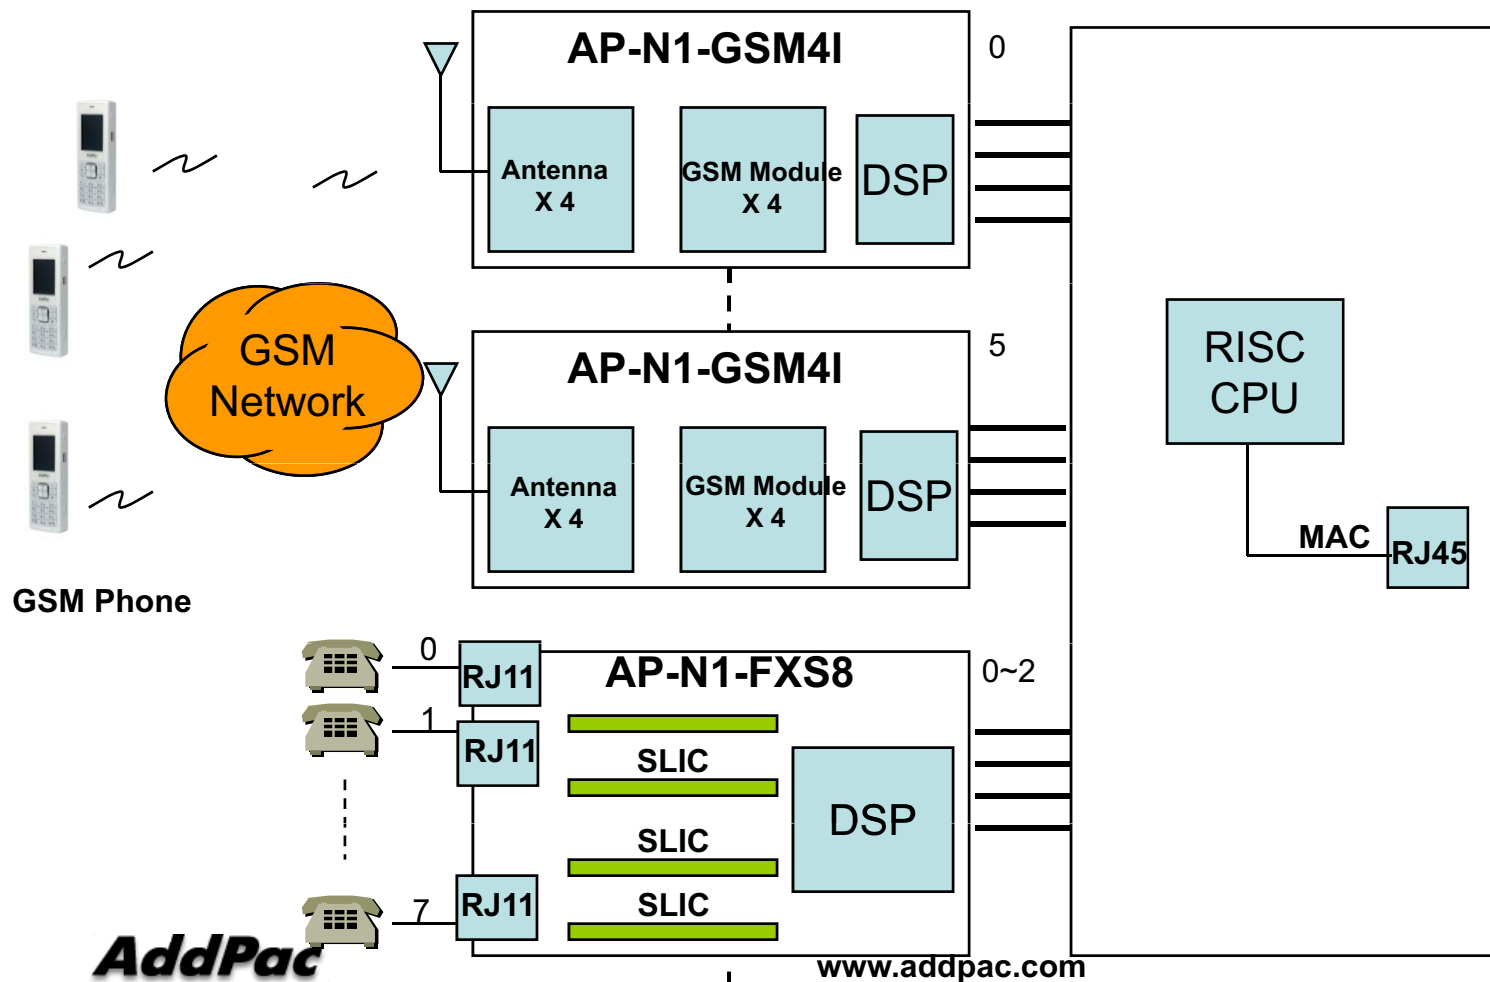 AP-N1-GSM4I
0
Antenna
X 4
GSM Module
X 4
DSP
GSM
Network
AP-N1-GSM4I
5
Antenna
X 4
GSM Module
X 4
DSP
RISC
CPU
MAC
RJ45
GSM Phone
0
RJ11
AP-N1-FXS8
0~2
1
RJ11
SLIC
DSP
SLIC
7
RJ11
SLIC
AddPac
www.addpac.com